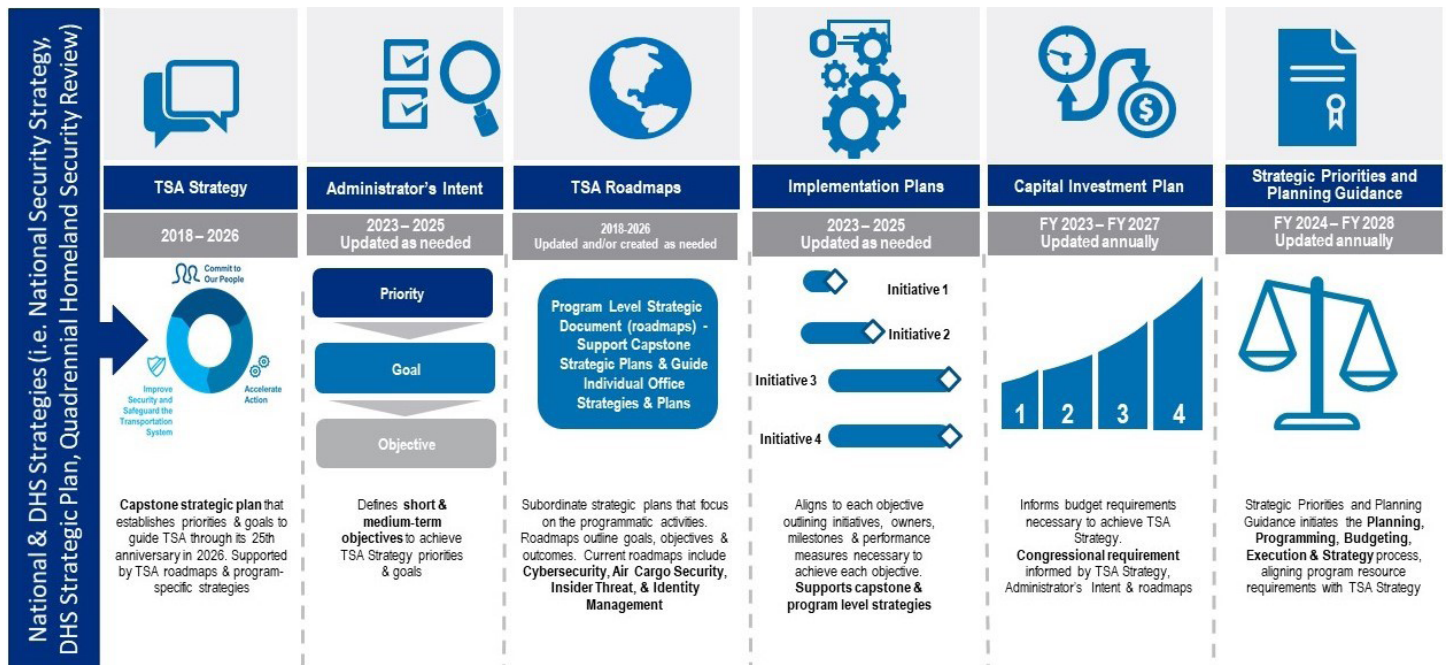 National & DHS Strategies (i.e. National Security Strategy,
DHS Strategic Plan, Quadrennial Homeland Security Review)
TSA Strategy
2018 – 2026
Commit to
Our People
Improve
Security and
Safeguard the
Transportation
System
Accelerate
Action
Capstone strategic plan that
establishes priorities & goals to
guide TSA through its 25th
anniversary in 2026. Supported
by TSA roadmaps & program-
specific strategies
Administrator's Intent
2023 – 2025
Updated as needed
Priority
Goal
Objective
Defines short &
medium-term
objectives to achieve
TSA Strategy priorities
& goals
TSA Roadmaps
2018-2026
Updated and/or created as needed
Program Level Strategic
Document (roadmaps) -
Support Capstone
Strategic Plans & Guide
Individual Office
Strategies & Plans
Subordinate strategic plans that focus
on the programmatic activities.
Roadmaps outline goals, objectives &
outcomes. Current roadmaps include
Cybersecurity, Air Cargo Security,
Insider Threat, & Identity
Management
Implementation Plans
2023 – 2025
Updated as needed
Initiative 1
Initiative 2
Initiative 3
Initiative 4
Aligns to each objective
outlining initiatives, owners,
milestones & performance
measures necessary to
achieve each objective.
Supports capstone &
program level strategies
$
Capital Investment Plan
FY 2023 – FY 2027
Updated annually
1 2 3 4
Informs budget requirements
necessary to achieve TSA
Strategy.
Congressional requirement
informed by TSA Strategy,
Administrator's Intent & roadmaps
Strategic Priorities and
Planning Guidance
FY 2024 – FY 2028
Updated annually
Strategic Priorities and Planning
Guidance initiates the Planning,
Programming, Budgeting,
Execution & Strategy process,
aligning program resource
requirements with TSA Strategy